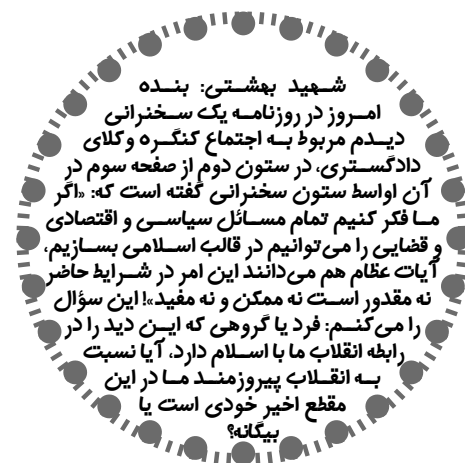 شهید بهشتی: بنده
امروز در روزنامه یک سخنرانی
دیدم مربوط به اجتماع کنگره وکلای
دادگستری، در ستون دوم از صفحه سوم در
آن اواسط ستون سخنرانی گفته است که: «اگر
ما فکر کنیم تمام مسائل سیاسی و اقتصادی
و قضایی را می‌توانیم در قالب اسلامی بسازیم،
آیات عظام هم می‌دانند این امر در شرایط حاضر
نه مقدور است نه ممکن و نه مفید»! این سؤال
را می‌کنم: فرد یا گروهی که این دید را در
رابطه انقلاب ما با اسلام دارد، آیا نسبت
به انقلاب پیروزمند ما در این
مقطع اخیر خودی است یا
بیگانه؟